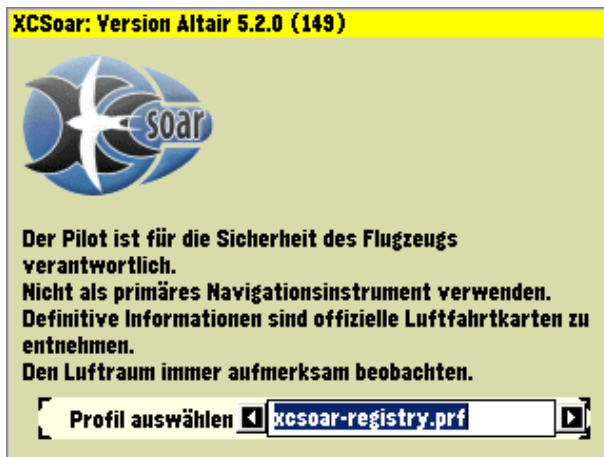 XCSoar: Version Altair 5.2.0 (149)
soar
Der Pilot ist für die Sicherheit des Flugzeugs
verantwortlich.
Nicht als primäres Navigationsinstrument verwenden.
Definitive Informationen sind offizielle Luftfahrtkarten zu
entnehmen.
Den Luftraum immer aufmerksam beobachten.
Profil auswählen xcsoar-registry.prf